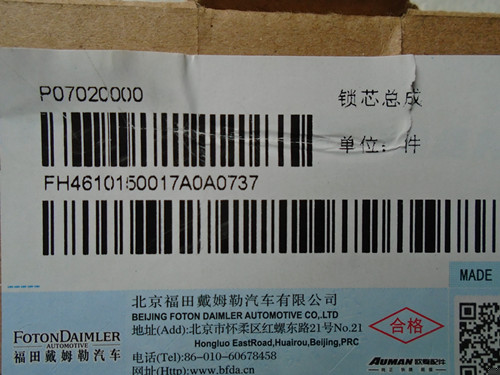 P07020000 锁芯总成
单位：件
FH4610150017A0A0737
MADE
北京福田戴姆勒汽车有限公司
BEIJING FOTON DAIMLER AUTOMOTIVE CO.,LTD
地址(Add):北京市怀柔区红螺东路21号No.21
Hongluo EastRoad,Huairou,Beijing,PRC
电话(Tel):86-010-60678458
网址(Http)www.bfda.cn
FOTONDAIMLER
AUTOMOTIVE
福田戴姆勒汽车
合格
AUMAN 欧曼配件